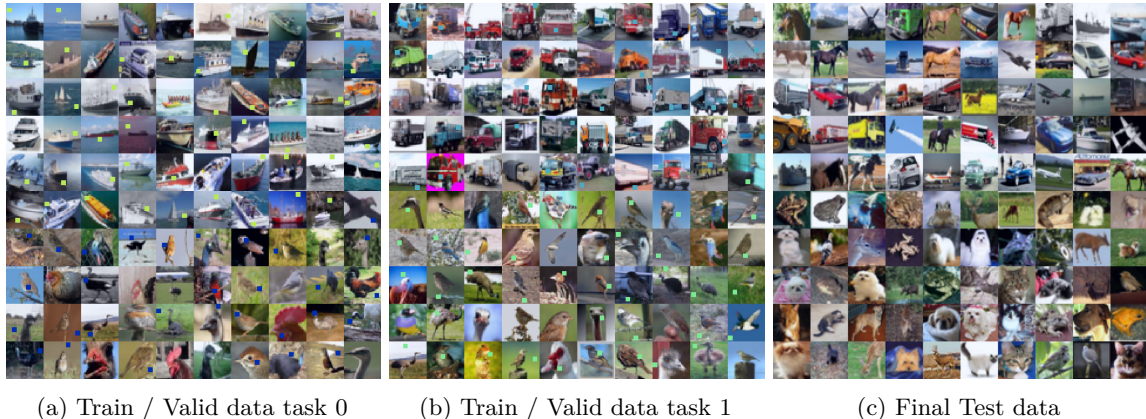 (a) Train / Valid data task 0
(b) Train / Valid data task 1
(c) Final Test data